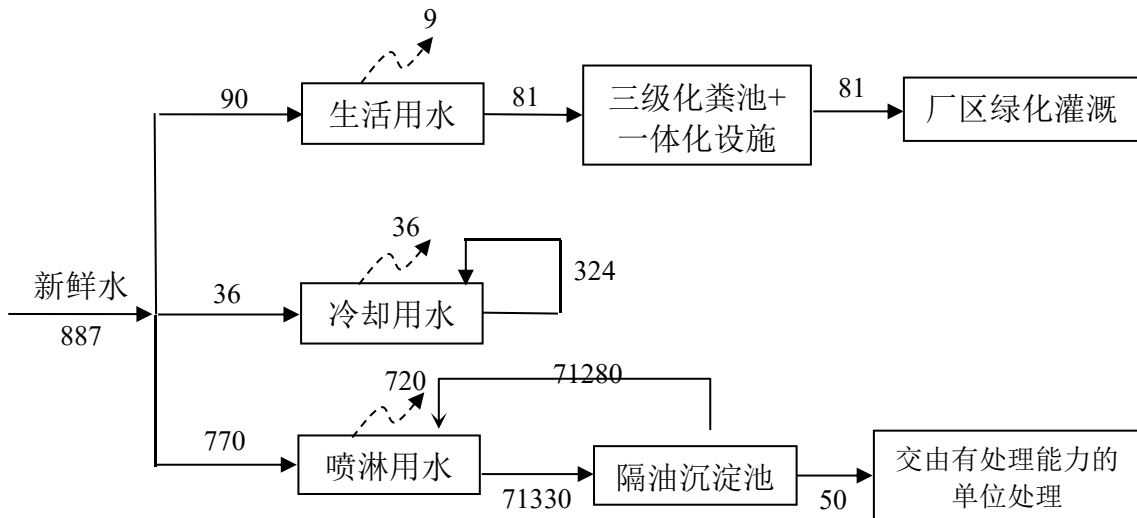 9
90
生活用水
81
三级化粪池+
一体化设施
81
厂区绿化灌溉
36
324
新鲜水
887
36
冷却用水
720
71280
770
喷淋用水
71330
隔油沉淀池
50
交由有处理能力的
单位处理